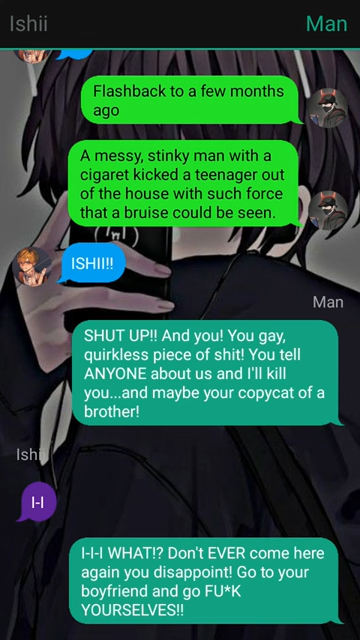 Ishii
Man
Flashback to a few months
ago
A messy, stinky man with a
cigaret kicked a teenager out
of the house with such force
that a bruise could be seen.
ISHII!!
Man
SHUT UP!! And you! You gay,
quirkless piece of shit! You tell
ANYONE about us and I'll kill
you...and maybe your copycat of a
brother!
Ishii
I-I
I-I-I WHAT!? Don't EVER come here
again you disappoint! Go to your
boyfriend and go FU*K
YOURSELVES!!